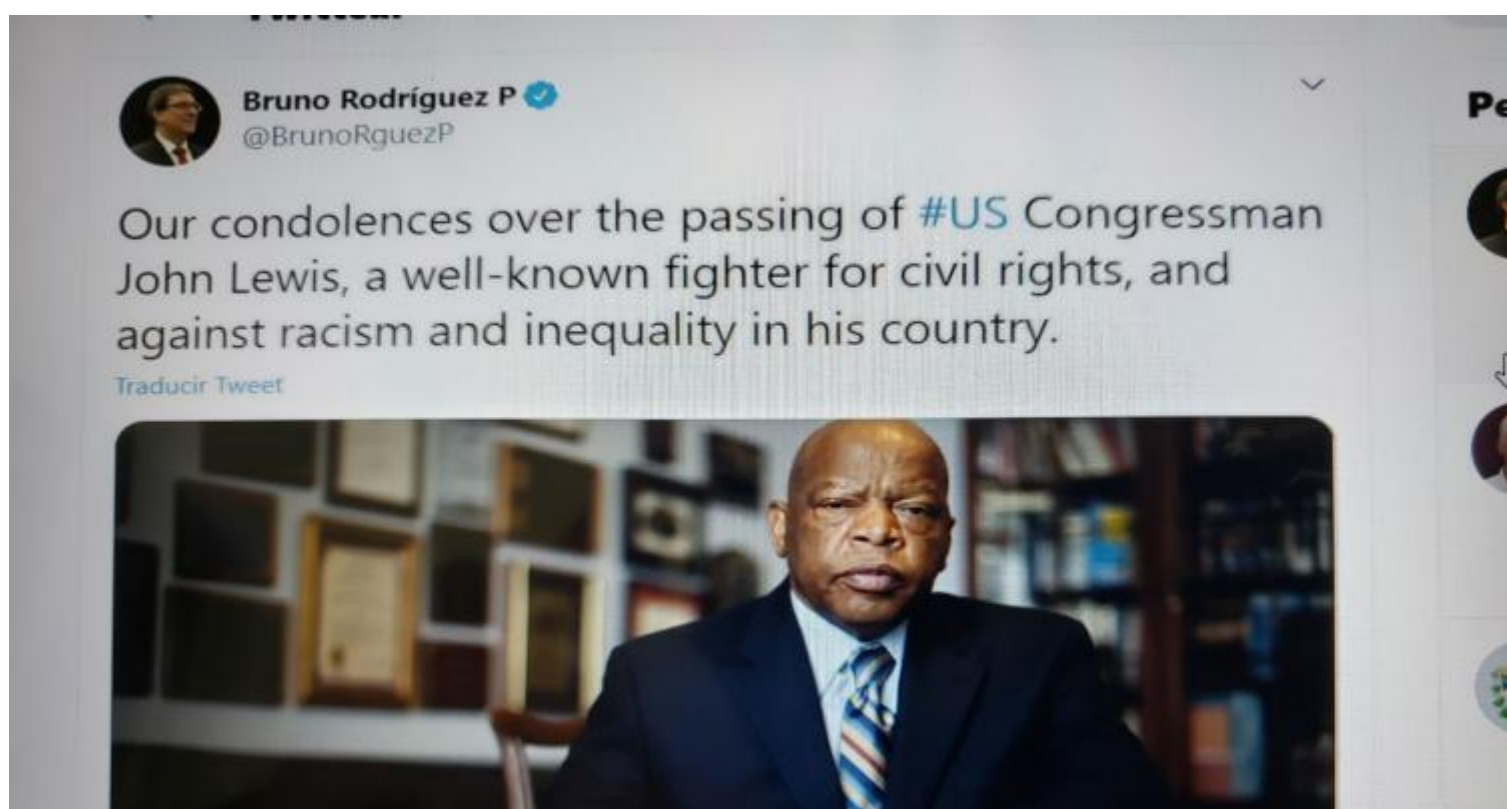 Bruno Rodríguez P
@BrunoRguezP
Our condolences over the passing of #US Congressman
John Lewis, a well-known fighter for civil rights, and
against racism and inequality in his country.
Traducir Tweet